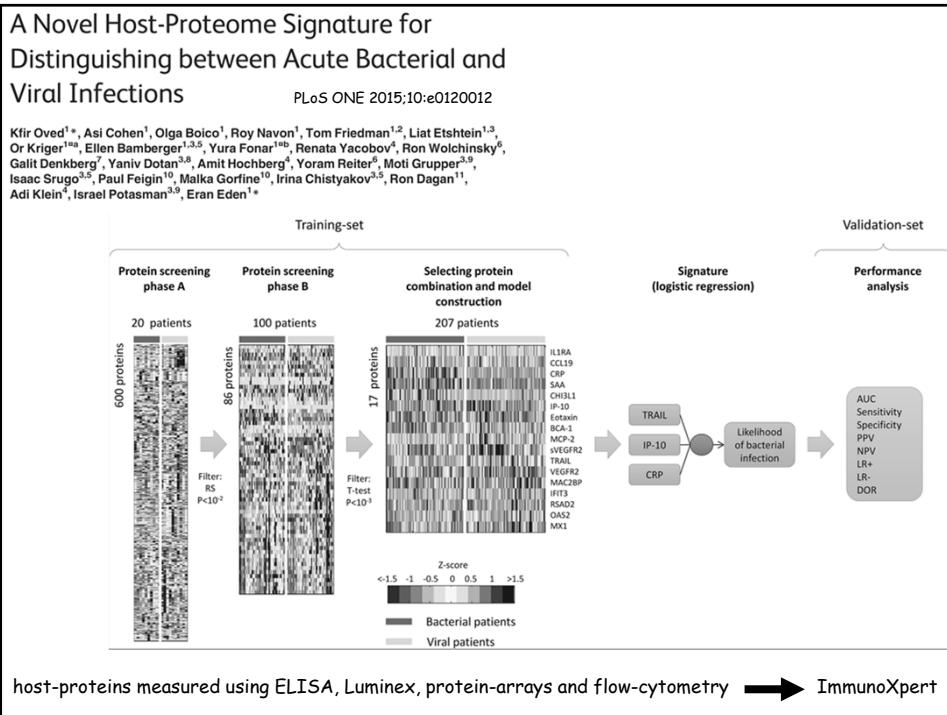 A Novel Host-Proteome Signature for
Distinguishing between Acute Bacterial and
Viral Infections
PLoS ONE 2015;10:e0120012
Kfir Oved¹*, Asi Cohen¹, Olga Boico¹, Roy Navon¹, Tom Friedman¹,², Liat Etshtein¹,³,
Or Kriger¹¤ᵃ, Ellen Bamberger¹,³,⁵, Yura Fonar¹¤ᵇ, Renata Yacobov⁴, Ron Wolchinsky⁶,
Galit Denkberg⁷, Yaniv Dotan³,⁸, Amit Hochberg⁴, Yoram Reiter⁶, Moti Grupper³,⁹,
Isaac Srugo³,⁵, Paul Feigin¹⁰, Malka Gorfine¹⁰, Irina Chistyakov³,⁵, Ron Dagan¹¹,
Adi Klein⁴, Israel Potasman³,⁹, Eran Eden¹*
Training-set
Validation-set
Protein screening
phase A
Protein screening
phase B
Selecting protein
combination and model
construction
Signature
(logistic regression)
Performance
analysis
20 patients
100 patients
207 patients
600 proteins
86 proteins
17 proteins
Filter:
RS
P<10⁻²
Filter:
T-test
P<10⁻³
IL1RA
CCL19
CRP
SAA
CHI3L1
IP-10
Eotaxin
BCA-1
MCP-2
sVEGFR2
TRAIL
VEGFR2
MAC2BP
IFIT3
RSAD2
OAS2
MX1
TRAIL
IP-10
CRP
Likelihood
of bacterial
infection
AUC
Sensitivity
Specificity
PPV
NPV
LR+
LR-
DOR
Z-score
<-1.5 -1 -0.5 0 0.5 1 >1.5
Bacterial patients
Viral patients
host-proteins measured using ELISA, Luminex, protein-arrays and flow-cytometry
ImmunoXpert